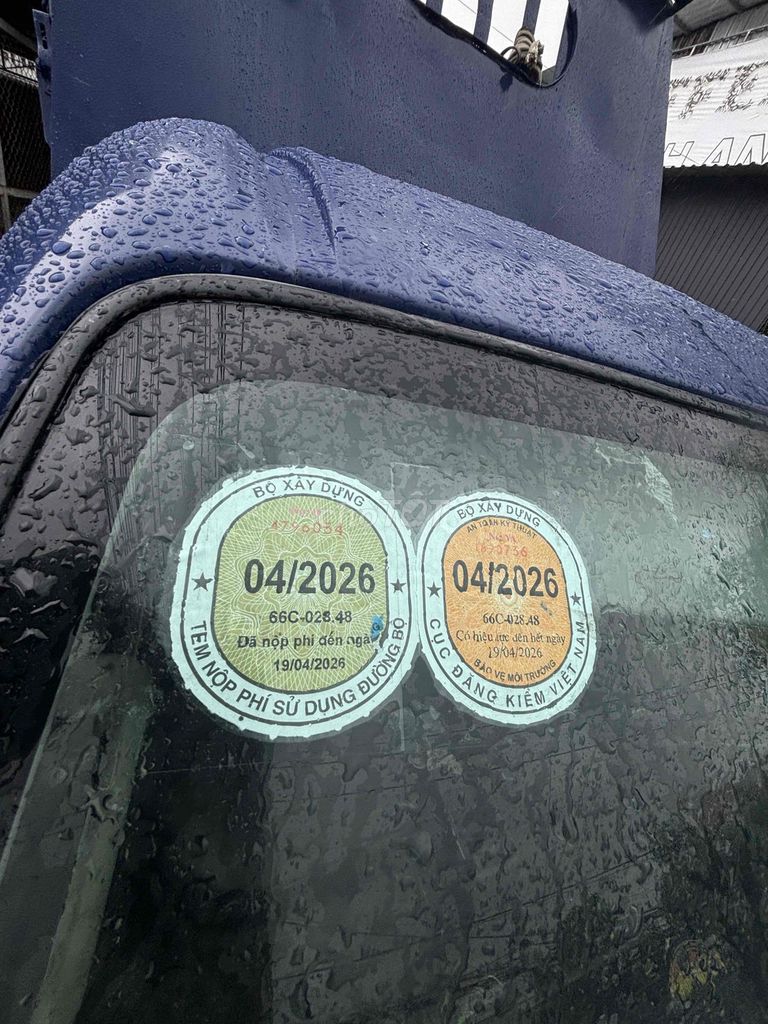 BỘ XÂY DỰNG
04/2026
66C-028.48
Đã nộp phí đến ngày
19/04/2026
TEM NỘP PHÍ SỬ DỤNG ĐƯỜNG BỘ
BỘ XÂY DỰNG
AN TOÀN KỸ THUẬT
04/2026
66C-028.48
Có hiệu lực đến hết ngày
19/04/2026
BẢO VỆ MÔI TRƯỜNG
CỤC ĐĂNG KIỂM VIỆT NAM